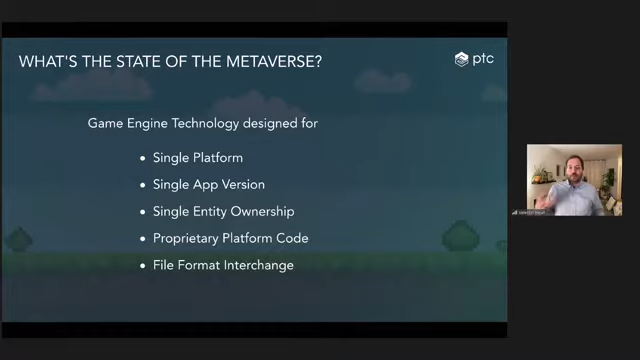 WHAT'S THE STATE OF THE METAVERSE?
ptc
Game Engine Technology designed for
• Single Platform
• Single App Version
• Single Entity Ownership
• Proprietary Platform Code
• File Format Interchange